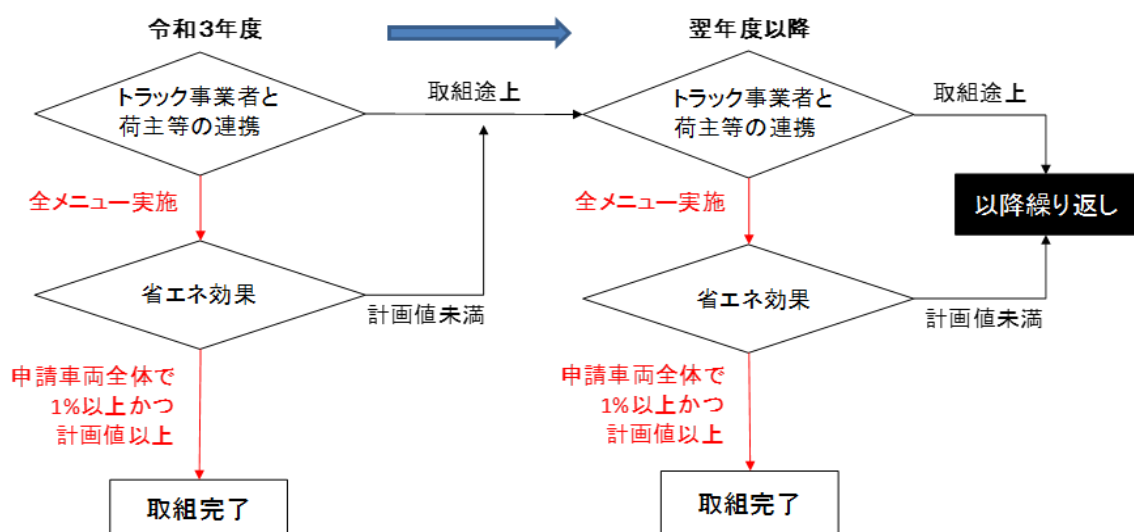 令和3年度
翌年度以降
トラック事業者と
荷主等の連携
取組途上
トラック事業者と
荷主等の連携
取組途上
全メニュー実施
全メニュー実施
以降繰り返し
省エネ効果
計画値未満
省エネ効果
計画値未満
申請車両全体で
1%以上かつ
計画値以上
申請車両全体で
1%以上かつ
計画値以上
取組完了
取組完了